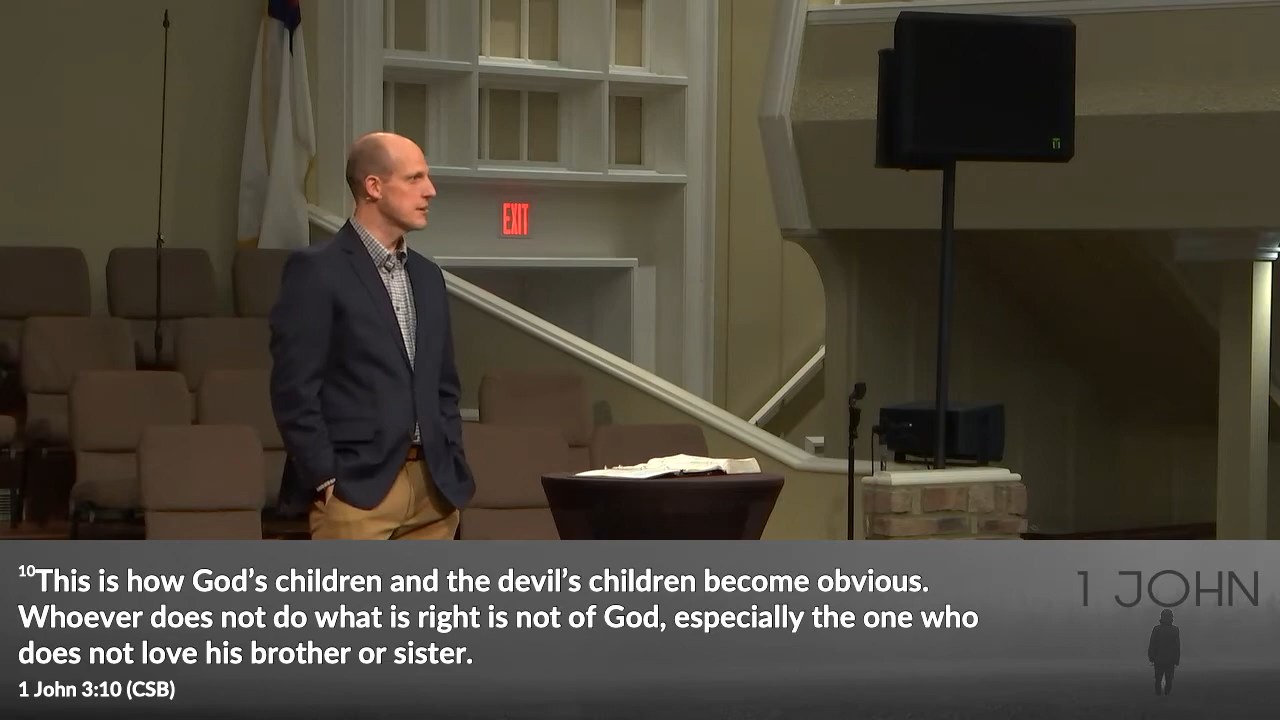 EXIT
¹⁰This is how God’s children and the devil’s children become obvious.
Whoever does not do what is right is not of God, especially the one who
does not love his brother or sister.
1 John 3:10 (CSB)
1 JOHN